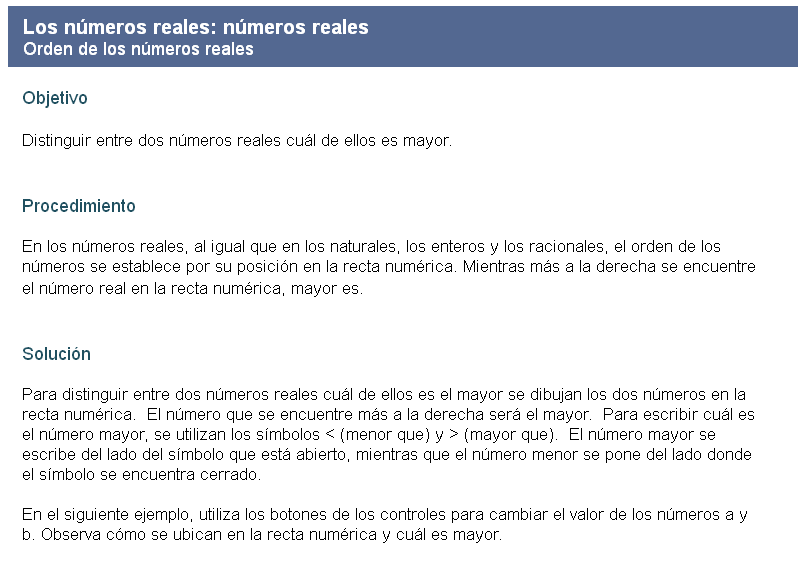 Los números reales: números reales
Orden de los números reales
Objetivo
Distinguir entre dos números reales cuál de ellos es mayor.
Procedimiento
En los números reales, al igual que en los naturales, los enteros y los racionales, el orden de los
números se establece por su posición en la recta numérica. Mientras más a la derecha se encuentre
el número real en la recta numérica, mayor es.
Solución
Para distinguir entre dos números reales cuál de ellos es el mayor se dibujan los dos números en la
recta numérica.  El número que se encuentre más a la derecha será el mayor.  Para escribir cuál es
el número mayor, se utilizan los símbolos < (menor que) y > (mayor que).  El número mayor se
escribe del lado del símbolo que está abierto, mientras que el número menor se pone del lado donde
el símbolo se encuentra cerrado.
En el siguiente ejemplo, utiliza los botones de los controles para cambiar el valor de los números a y
b. Observa cómo se ubican en la recta numérica y cuál es mayor.